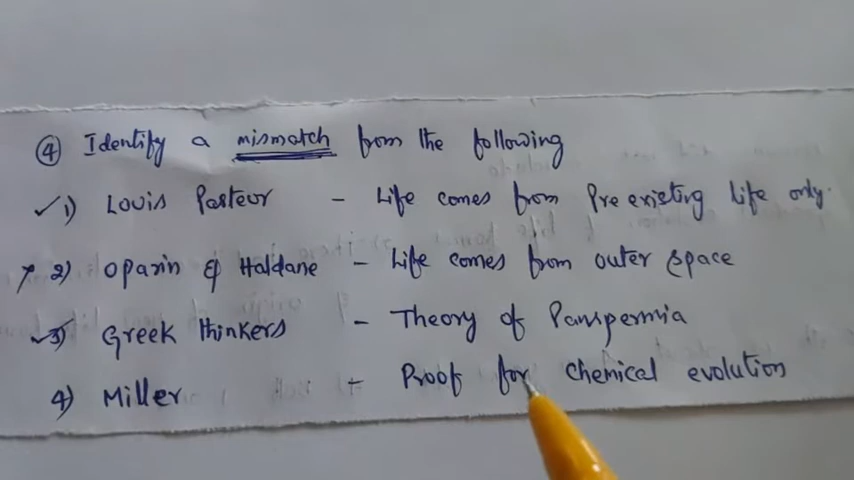 ④ Identify a mismatch from the following
✓ 1) Louis Pasteur - Life comes from Pre existing life only.
✗ 2) Oparin & Haldane - Life comes from outer space
✓ 3) Greek thinkers - Theory of Panspermia
4) Miller - Proof for chemical evolution